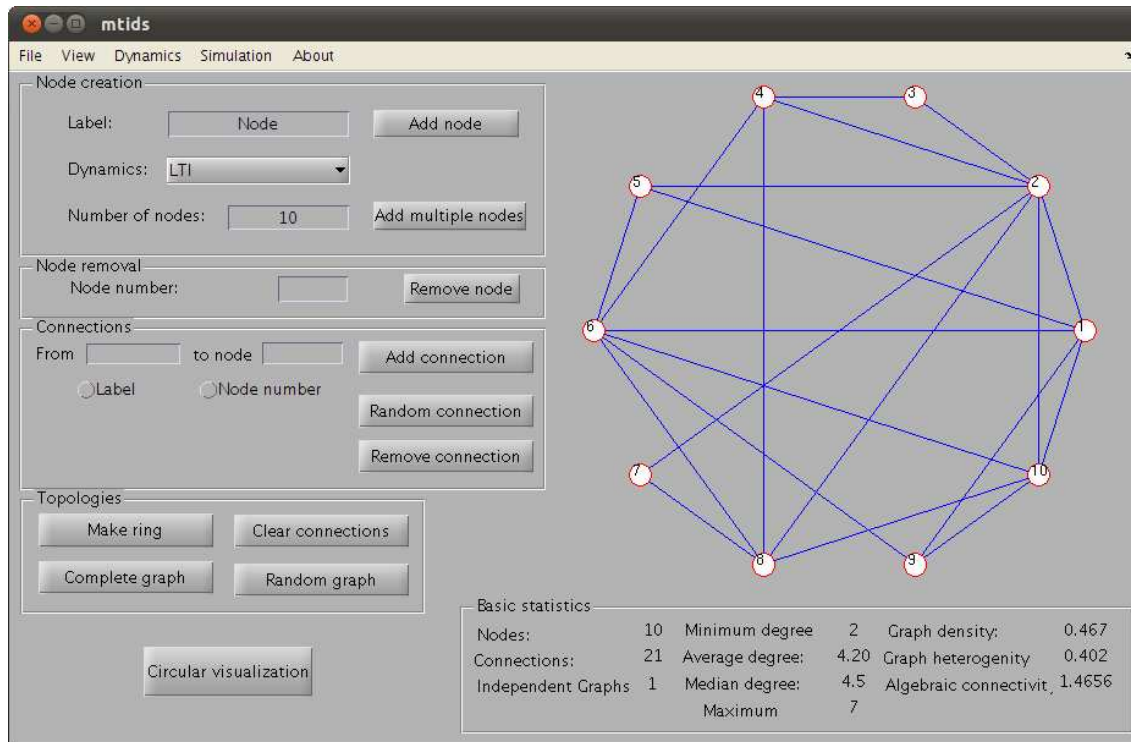 mtids
File View Dynamics Simulation About
Node creation
Label: Node Add node
Dynamics: LTI
Number of nodes: 10 Add multiple nodes
Node removal
Node number: Remove node
Connections
From to node Add connection
Label Node number
Random connection
Remove connection
Topologies
Make ring Clear connections
Complete graph Random graph
Circular visualization
4 3
5 2
6 1
7 10
8 9
Basic statistics
Nodes: 10 Minimum degree 2 Graph density: 0.467
Connections: 21 Average degree: 4.20 Graph heterogenity 0.402
Independent Graphs 1 Median degree: 4.5 Algebraic connectivit 1.4656
Maximum 7